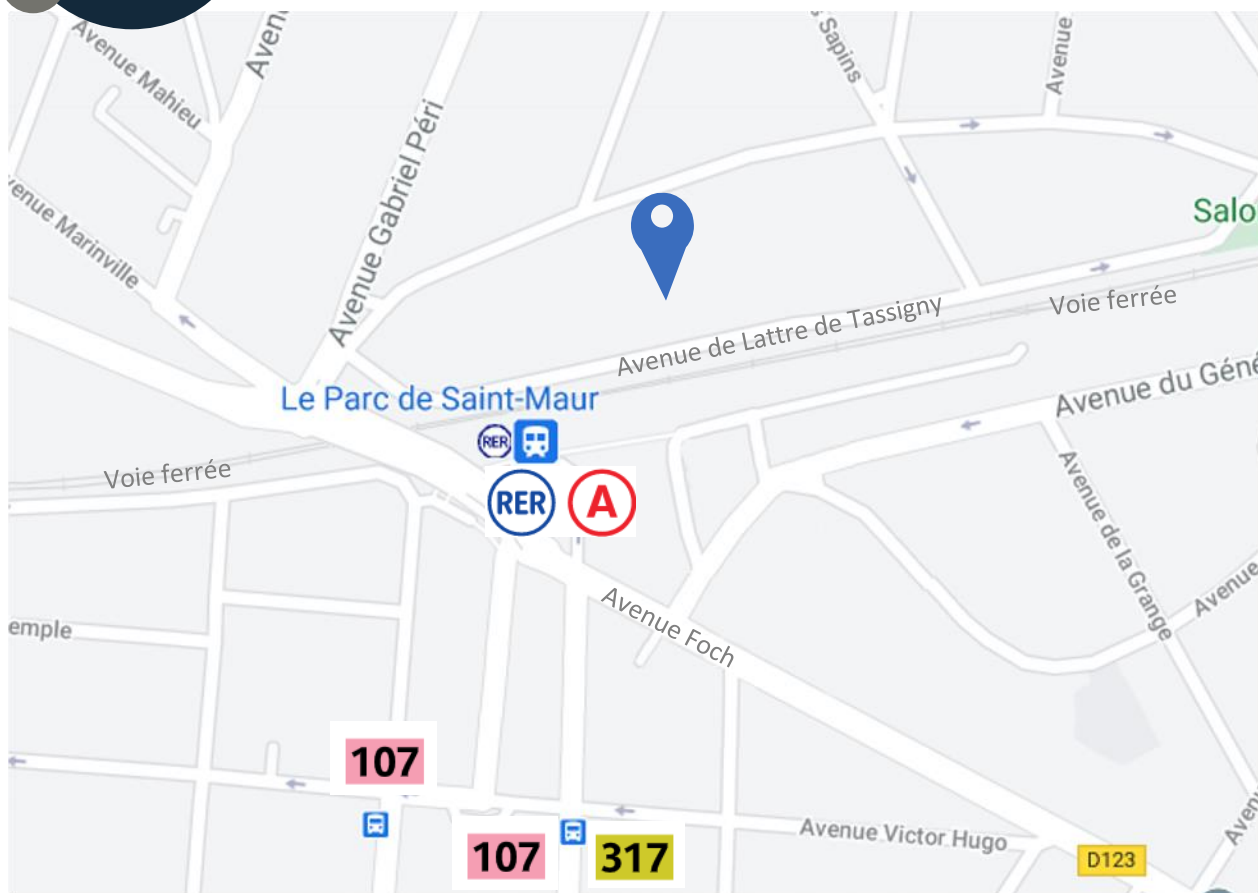 Avenue Mahieu
Sapins
Avenue
Avenue Gabriel Péri
enue Marinville
Salo
Avenue de Lattre de Tassigny
Voie ferrée
Avenue du Géné
Le Parc de Saint-Maur
RER
Voie ferrée
RER A
Avenue de la Grange
Avenue
Avenue Foch
emple
107
Avenue Victor Hugo
107 317
D123